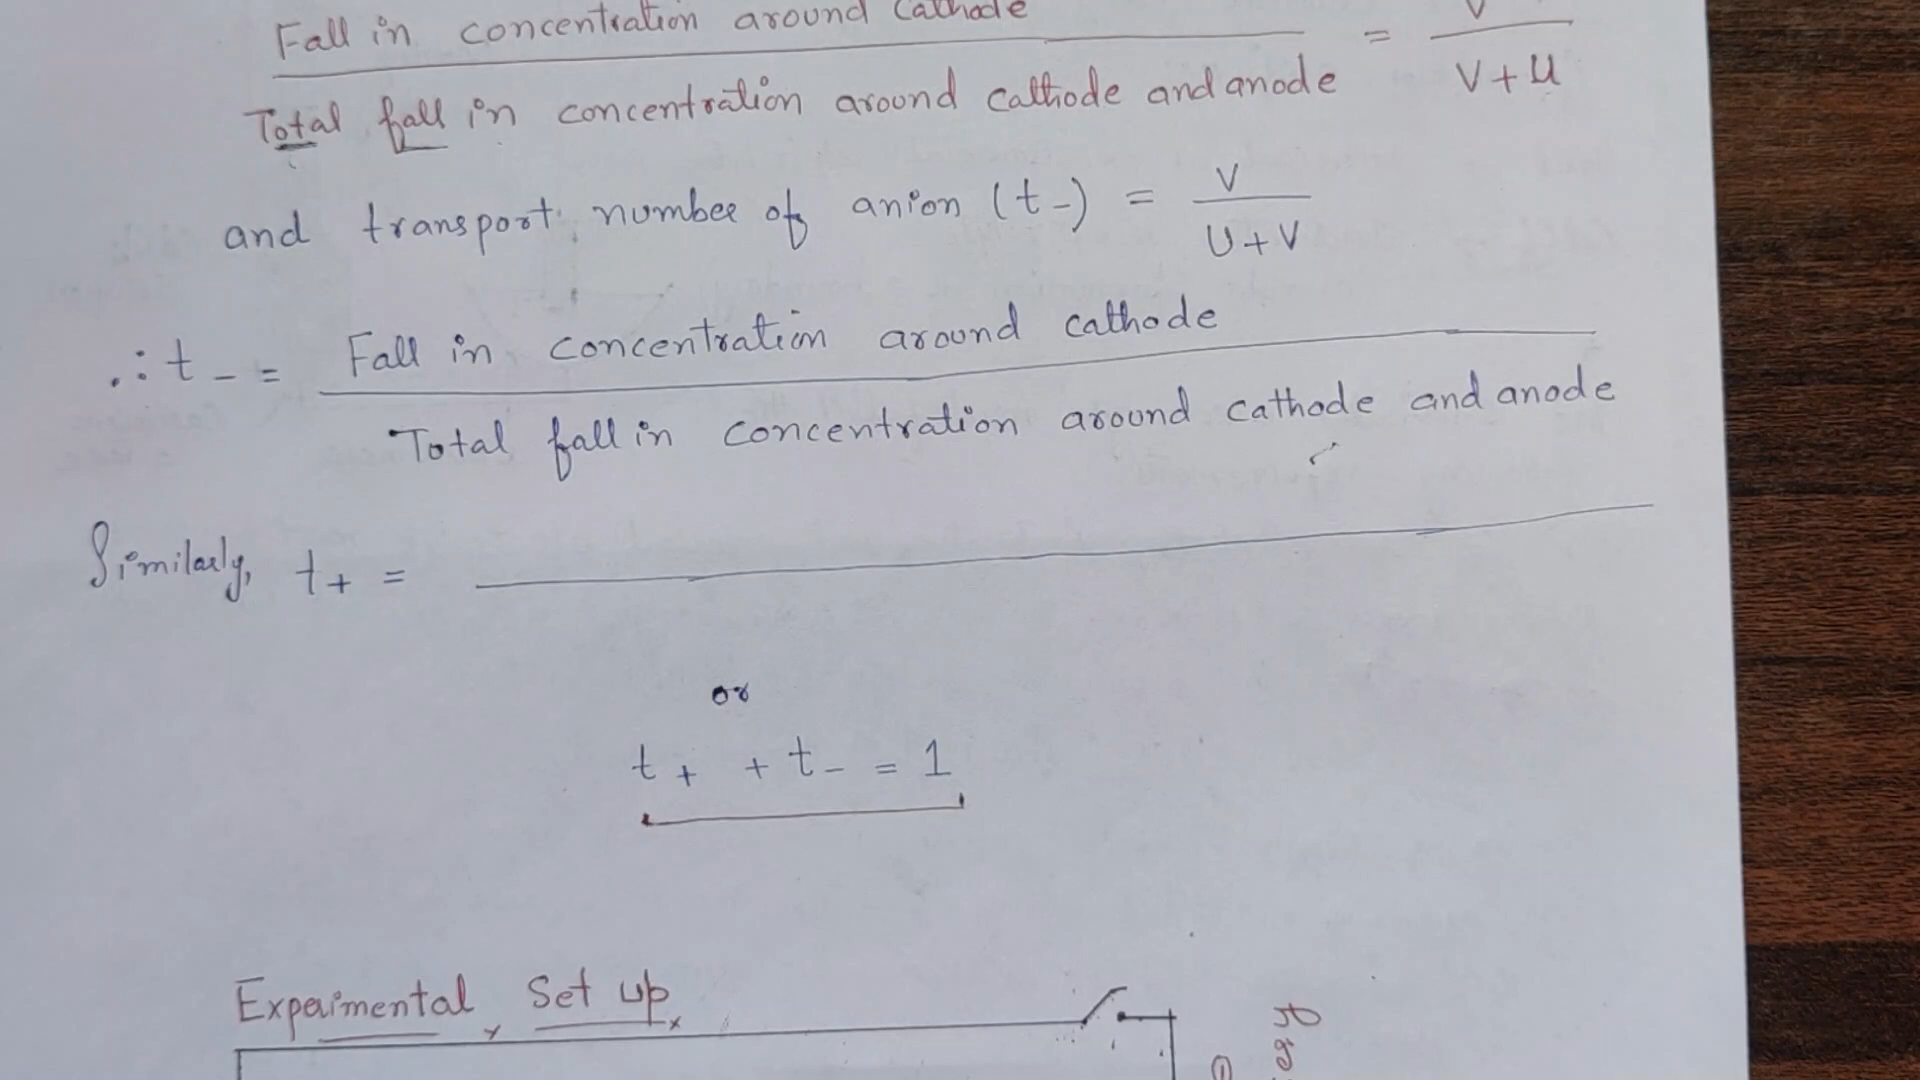 Fall in concentration around Cathode
= V / V + U
Total fall in concentration around cathode and anode
and transport number of anion (t-) = V / U + V
∴ t- = Fall in concentration around cathode
Total fall in concentration around cathode and anode
Similarly, t+ =
or
t+ + t- = 1
Experimental Set up